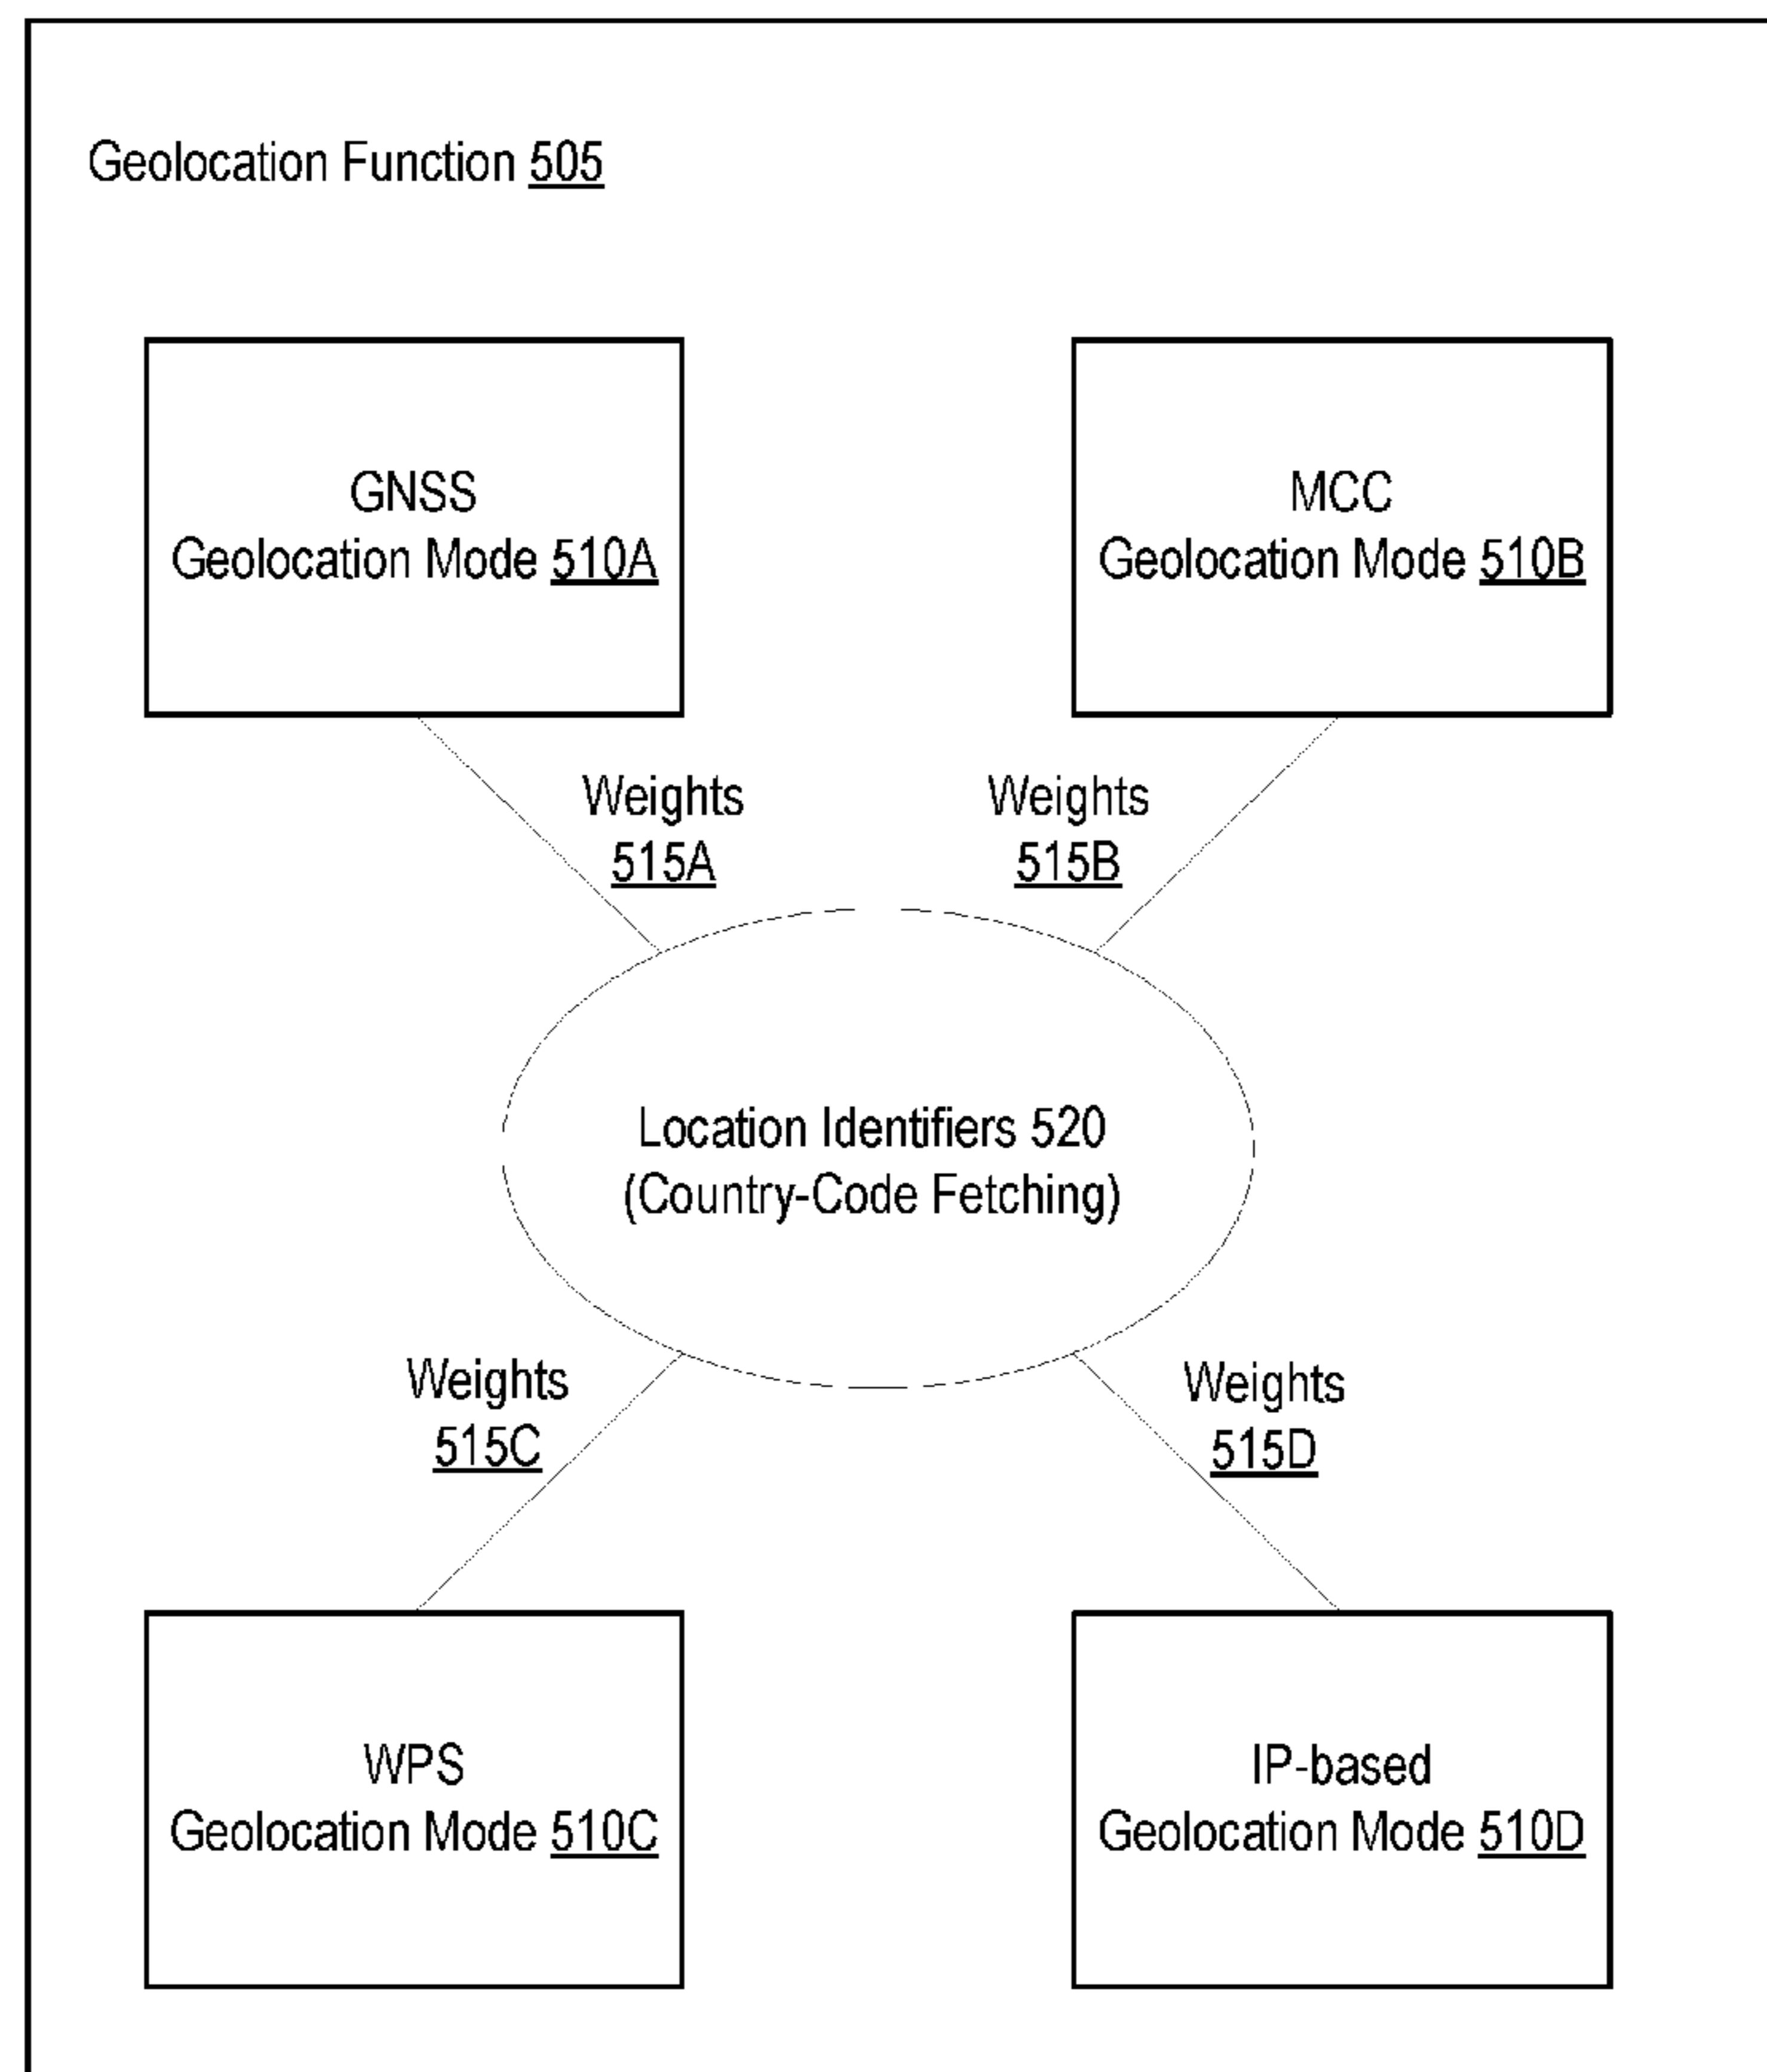 Geolocation Function 505
GNSS
Geolocation Mode 510A
MCC
Geolocation Mode 510B
Weights
515A
Weights
515B
Location Identifiers 520
(Country-Code Fetching)
Weights
515C
Weights
515D
WPS
Geolocation Mode 510C
IP-based
Geolocation Mode 510D